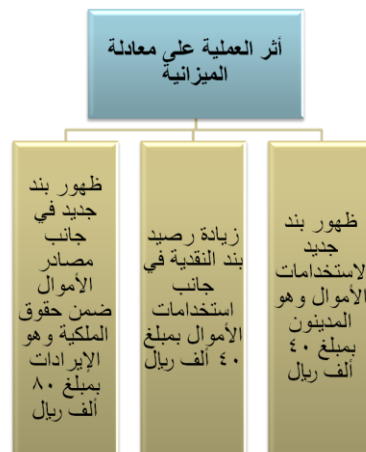 أثر العملية على معادلة
الميزانية
ظهور بند
جديد
لاستخدامات
الأموال وهو
المدينون
بمبلغ ٤٠
ألف ريال
زيادة رصيد
بند النقدية في
جانب
استخدامات
الأموال بمبلغ
٤٠ ألف ريال
ظهور بند
جديد في
جانب
مصادر
الأموال
ضمن حقوق
الملكية وهو
الإيرادات
بمبلغ ٨٠
ألف ريال